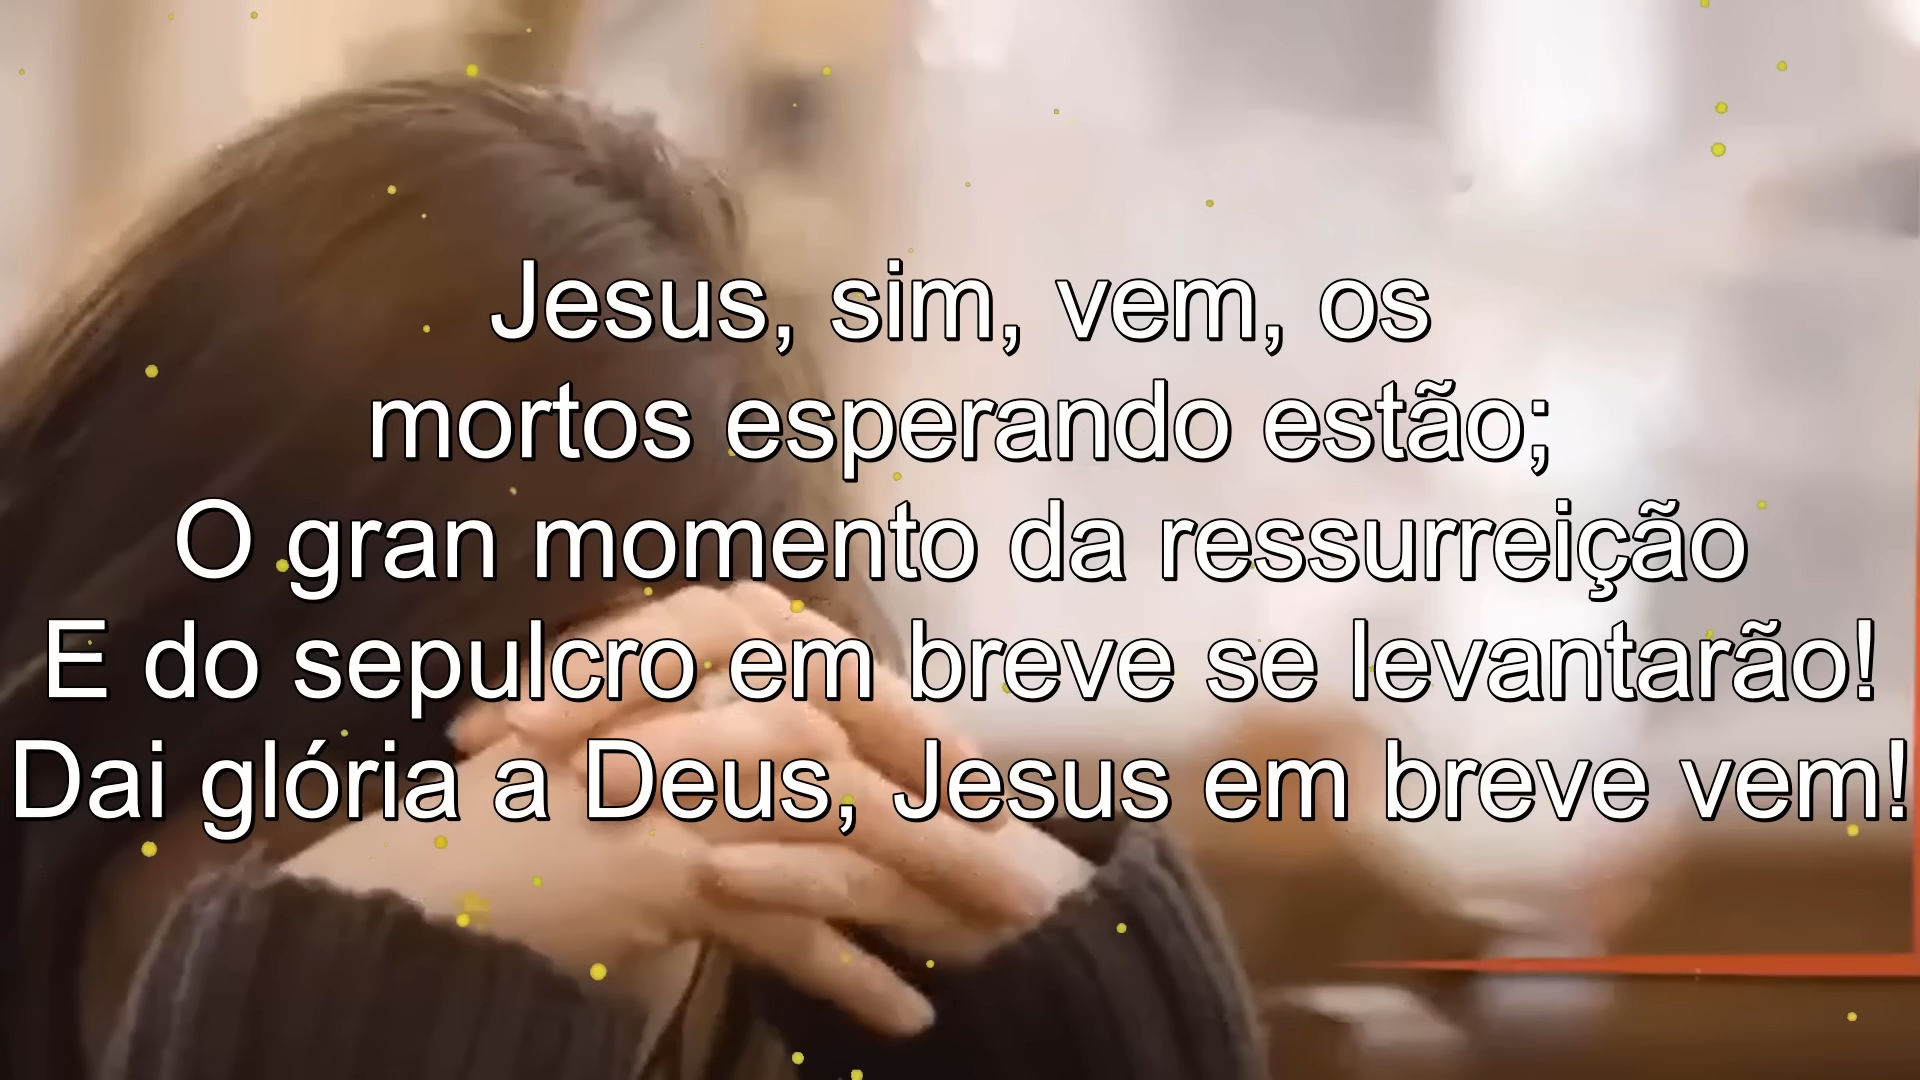 Jesus, sim, vem, os
mortos esperando estão;
O gran momento da ressurreição
E do sepulcro em breve se levantarão!
Dai glória a Deus, Jesus em breve vem!